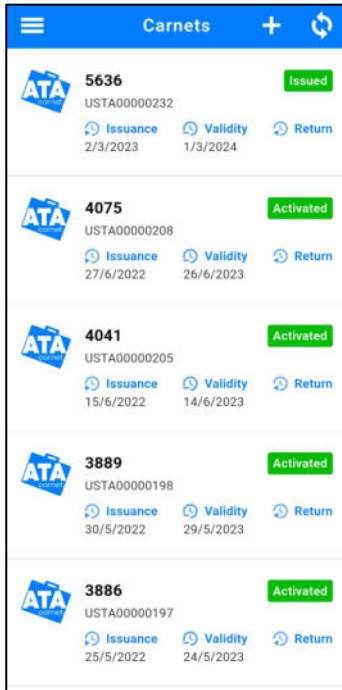 Carnets
ATA carnet 5636 Issued
USTA00000232
Issuance Validity Return
2/3/2023 1/3/2024
ATA carnet 4075 Activated
USTA00000208
Issuance Validity Return
27/6/2022 26/6/2023
ATA carnet 4041 Activated
USTA00000205
Issuance Validity Return
15/6/2022 14/6/2023
ATA carnet 3889 Activated
USTA00000198
Issuance Validity Return
30/5/2022 29/5/2023
ATA carnet 3886 Activated
USTA00000197
Issuance Validity Return
25/5/2022 24/5/2023